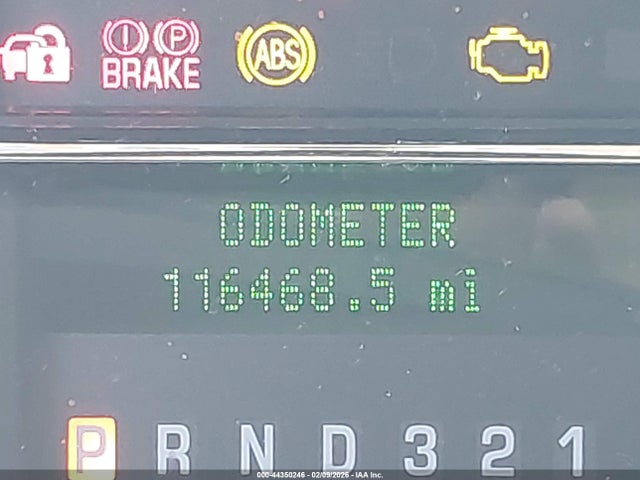 (!) (P) ABS
BRAKE
ODOMETER
116468.5 mi
P R N D 3 2 1
000-44350246 - 02/09/2026 - IAA Inc.